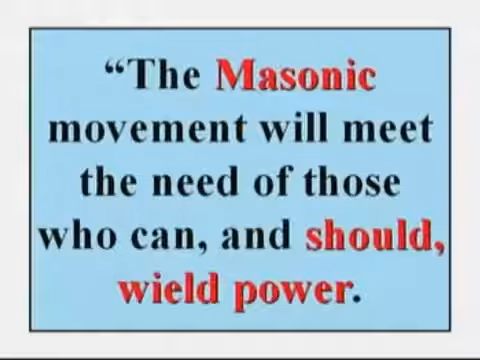 “The Masonic
movement will meet
the need of those
who can, and should,
wield power.